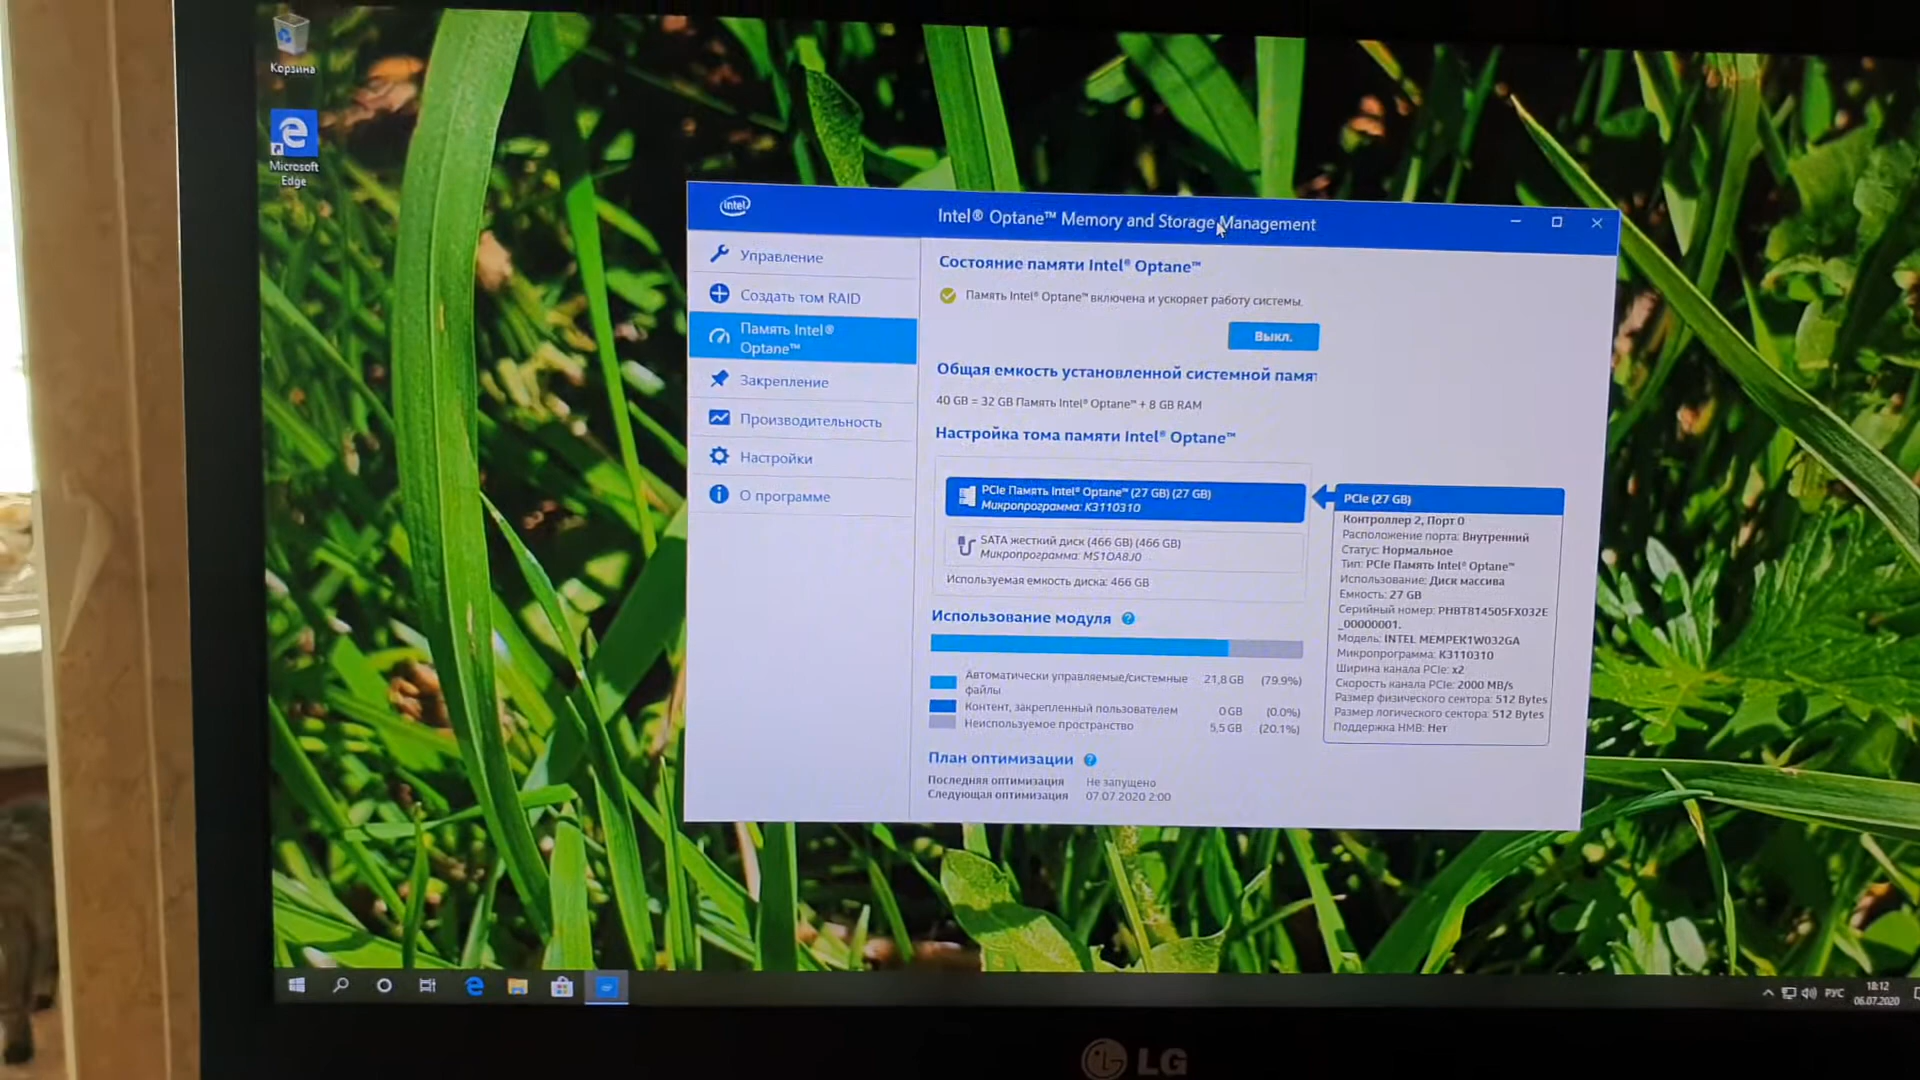 Корзина
Microsoft
Edge
intel
Intel® Optane™ Memory and Storage Management
Управление
Создать том RAID
Память Intel®
Optane™
Закрепление
Производительность
Настройки
О программе
Состояние памяти Intel® Optane™
Память Intel® Optane™ включена и ускоряет работу системы.
Выкл.
Общая емкость установленной системной памят
40 GB = 32 GB Память Intel® Optane™ + 8 GB RAM
Настройка тома памяти Intel® Optane™
PCIe Память Intel® Optane™ (27 GB) (27 GB)
Микропрограмма: K3110310
SATA жесткий диск (466 GB) (466 GB)
Микропрограмма: MS1OA8J0
Используемая емкость диска: 466 GB
PCIe (27 GB)
Контроллер 2, Порт 0
Расположение порта: Внутренний
Статус: Нормальное
Тип: PCIe Память Intel® Optane™
Использование: Диск массива
Емкость: 27 GB
Серийный номер: PHBT814505FX032E
_00000001.
Модель: INTEL MEMPEK1W032GA
Микропрограмма: K3110310
Ширина канала PCIe: x2
Скорость канала PCIe: 2000 MB/s
Размер физического сектора: 512 Bytes
Размер логического сектора: 512 Bytes
Поддержка HMB: Нет
Использование модуля ?
Автоматически управляемые/системные
файлы
21,8 GB (79.9%)
Контент, закрепленный пользователем 0 GB (0.0%)
Неиспользуемое пространство 5,5 GB (20.1%)
План оптимизации ?
Последняя оптимизация Не запущено
Следующая оптимизация 07.07.2020 2:00
РУС
18:12
06.07.2020
LG